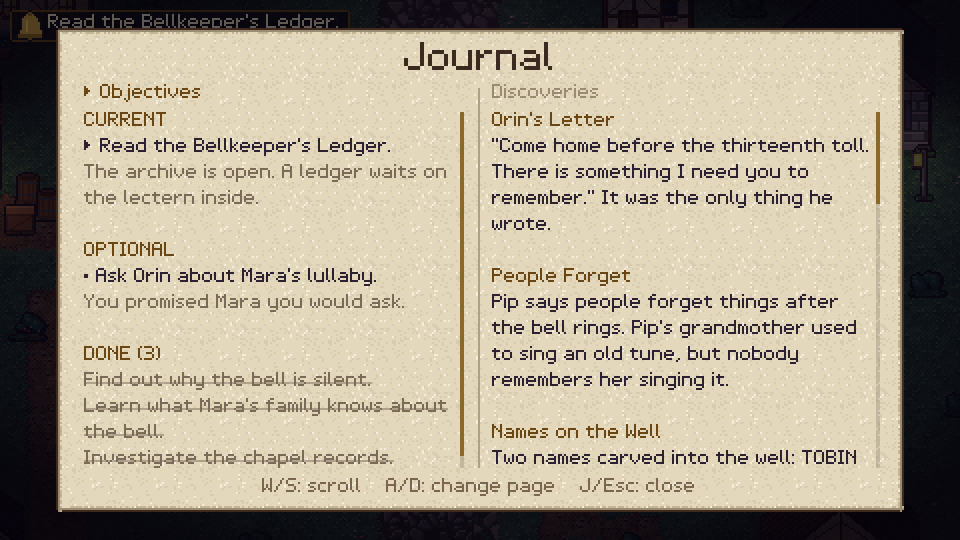 Read the Bellkeeper's Ledger.
Journal
Objectives
CURRENT
Read the Bellkeeper's Ledger.
The archive is open. A ledger waits on
the lectern inside.
OPTIONAL
• Ask Orin about Mara's lullaby.
You promised Mara you would ask.
DONE (3)
Find out why the bell is silent.
Learn what Mara's family knows about
the bell.
Investigate the chapel records.
Discoveries
Orin's Letter
"Come home before the thirteenth toll.
There is something I need you to
remember." It was the only thing he
wrote.
People Forget
Pip says people forget things after
the bell rings. Pip's grandmother used
to sing an old tune, but nobody
remembers her singing it.
Names on the Well
Two names carved into the well: TOBIN
W/S: scroll A/D: change page J/Esc: close